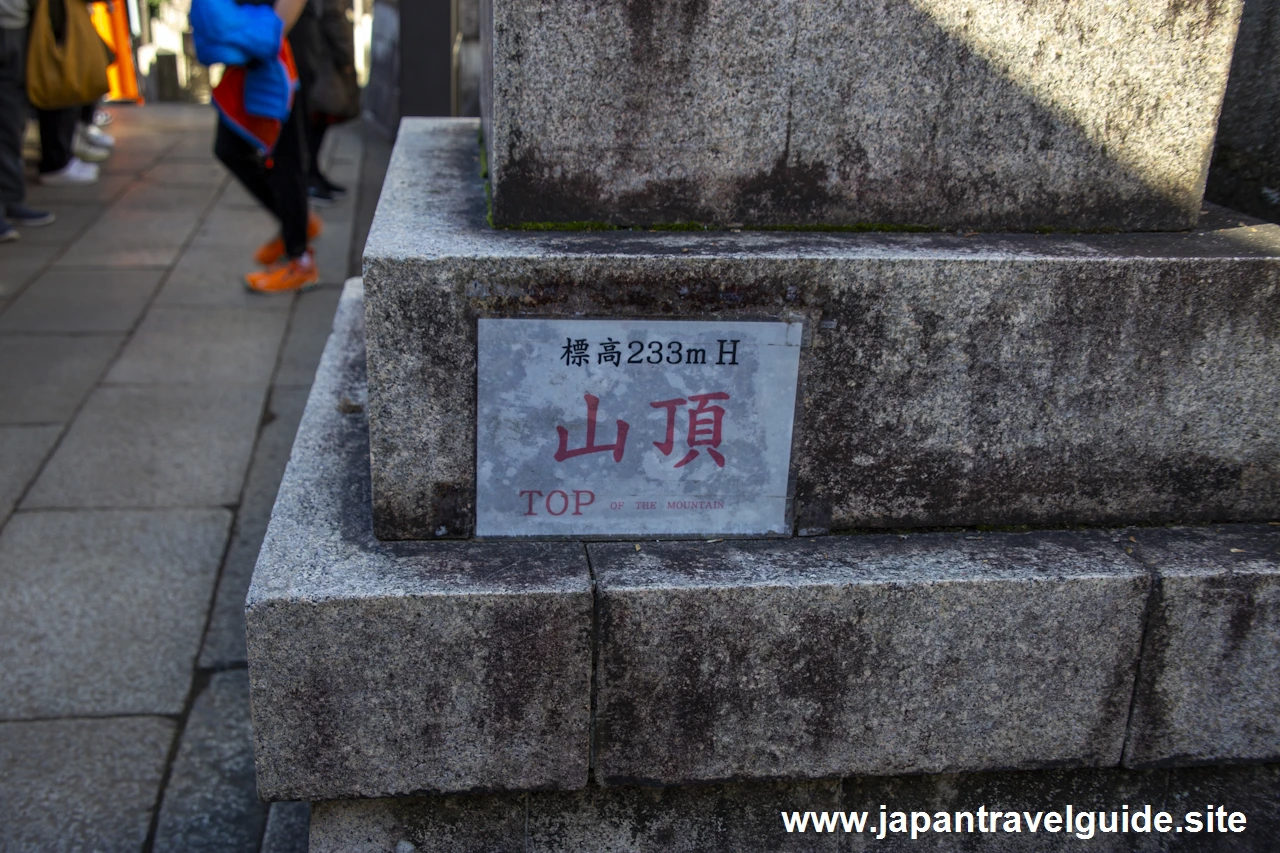 標高233m H
山頂
TOP OF THE MOUNTAIN
www.japantravelguide.site